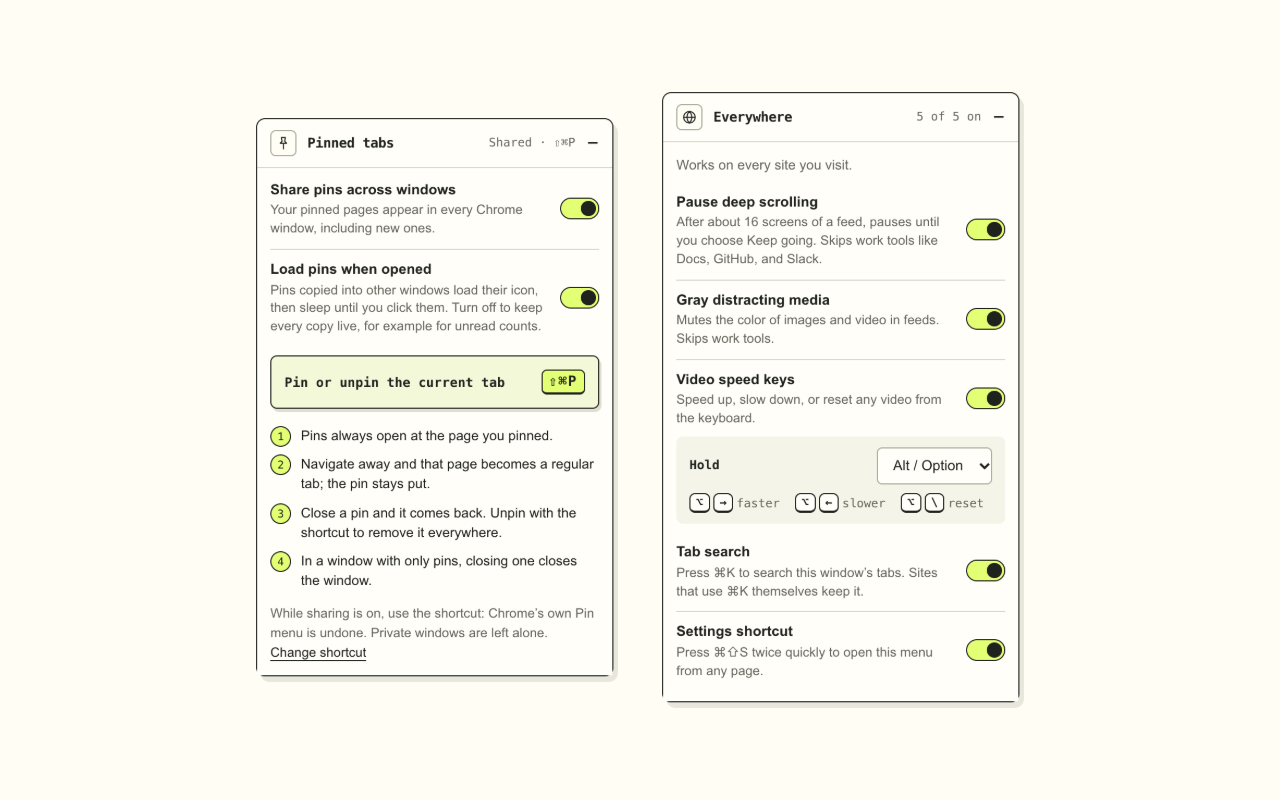 Pinned tabs
Shared · ⇧⌘P
Share pins across windows
Your pinned pages appear in every Chrome
window, including new ones.
Load pins when opened
Pins copied into other windows load their icon,
then sleep until you click them. Turn off to keep
every copy live, for example for unread counts.
Pin or unpin the current tab
⇧⌘P
1 Pins always open at the page you pinned.
2 Navigate away and that page becomes a regular
tab; the pin stays put.
3 Close a pin and it comes back. Unpin with the
shortcut to remove it everywhere.
4 In a window with only pins, closing one closes
the window.
While sharing is on, use the shortcut: Chrome’s own Pin
menu is undone. Private windows are left alone.
Change shortcut
Everywhere
5 of 5 on
Works on every site you visit.
Pause deep scrolling
After about 16 screens of a feed, pauses until
you choose Keep going. Skips work tools like
Docs, GitHub, and Slack.
Gray distracting media
Mutes the color of images and video in feeds.
Skips work tools.
Video speed keys
Speed up, slow down, or reset any video from
the keyboard.
Hold
Alt / Option
⌥ → faster ⌥ ← slower ⌥ \ reset
Tab search
Press ⌘K to search this window’s tabs. Sites
that use ⌘K themselves keep it.
Settings shortcut
Press ⌘⇧S twice quickly to open this menu
from any page.